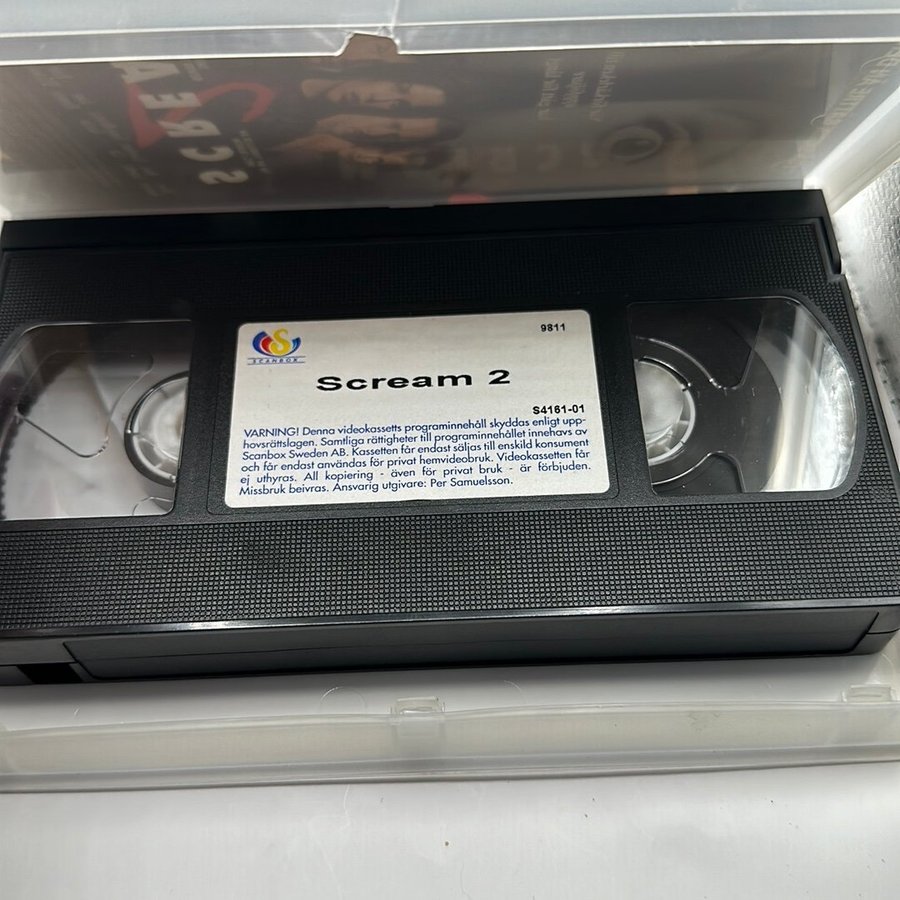 SCREA
9811
SCANBOX
Scream 2
S4161-01
VARNING! Denna videokassetts programinnehåll skyddas enligt upp-
hovsrättslagen. Samtliga rättigheter till programinnehållet innehavs av
Scanbox Sweden AB. Kassetten får endast säljas till enskild konsument
och får endast användas för privat hemvideobruk. Videokassetten får
ej uthyras. All kopiering - även för privat bruk - är förbjuden.
Missbruk beivras. Ansvarig utgivare: Per Samuelsson.